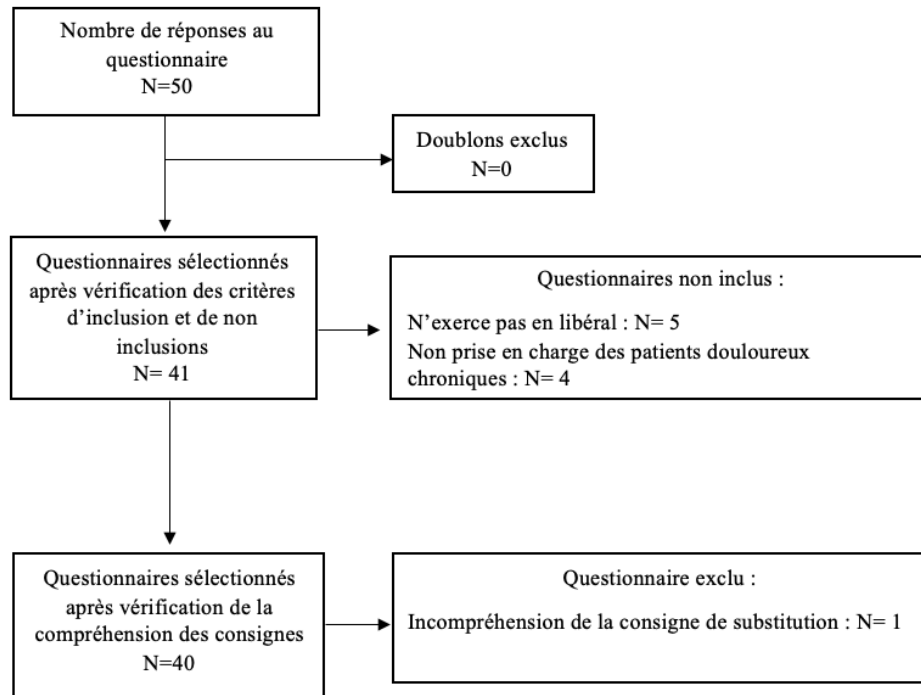 Nombre de réponses au
questionnaire
N=50
Doublons exclus
N=0
Questionnaires sélectionnés
après vérification des critères
d’inclusion et de non
inclusions
N= 41
Questionnaires non inclus :
N’exerce pas en libéral : N= 5
Non prise en charge des patients douloureux
chroniques : N= 4
Questionnaires sélectionnés
après vérification de la
compréhension des consignes
N=40
Questionnaire exclu :
Incompréhension de la consigne de substitution : N= 1